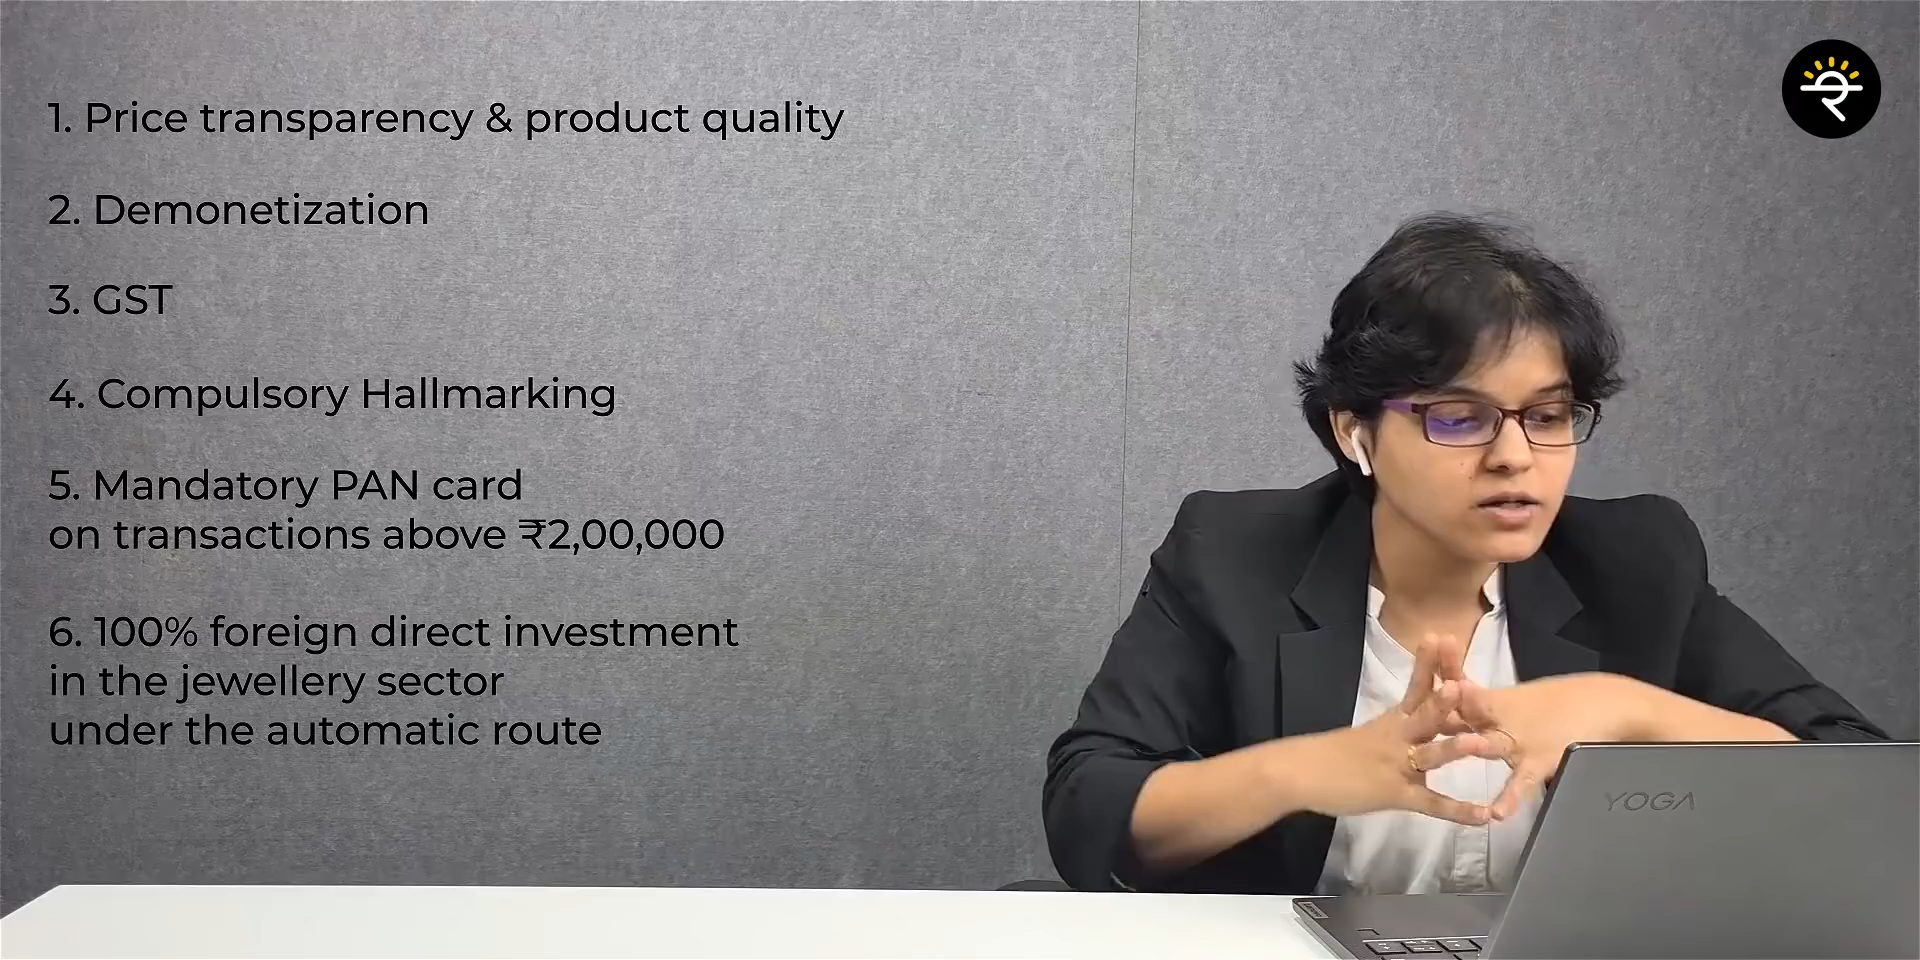 1. Price transparency & product quality
2. Demonetization
3. GST
4. Compulsory Hallmarking
5. Mandatory PAN card
on transactions above ₹2,00,000
6. 100% foreign direct investment
in the jewellery sector
under the automatic route
YOGA